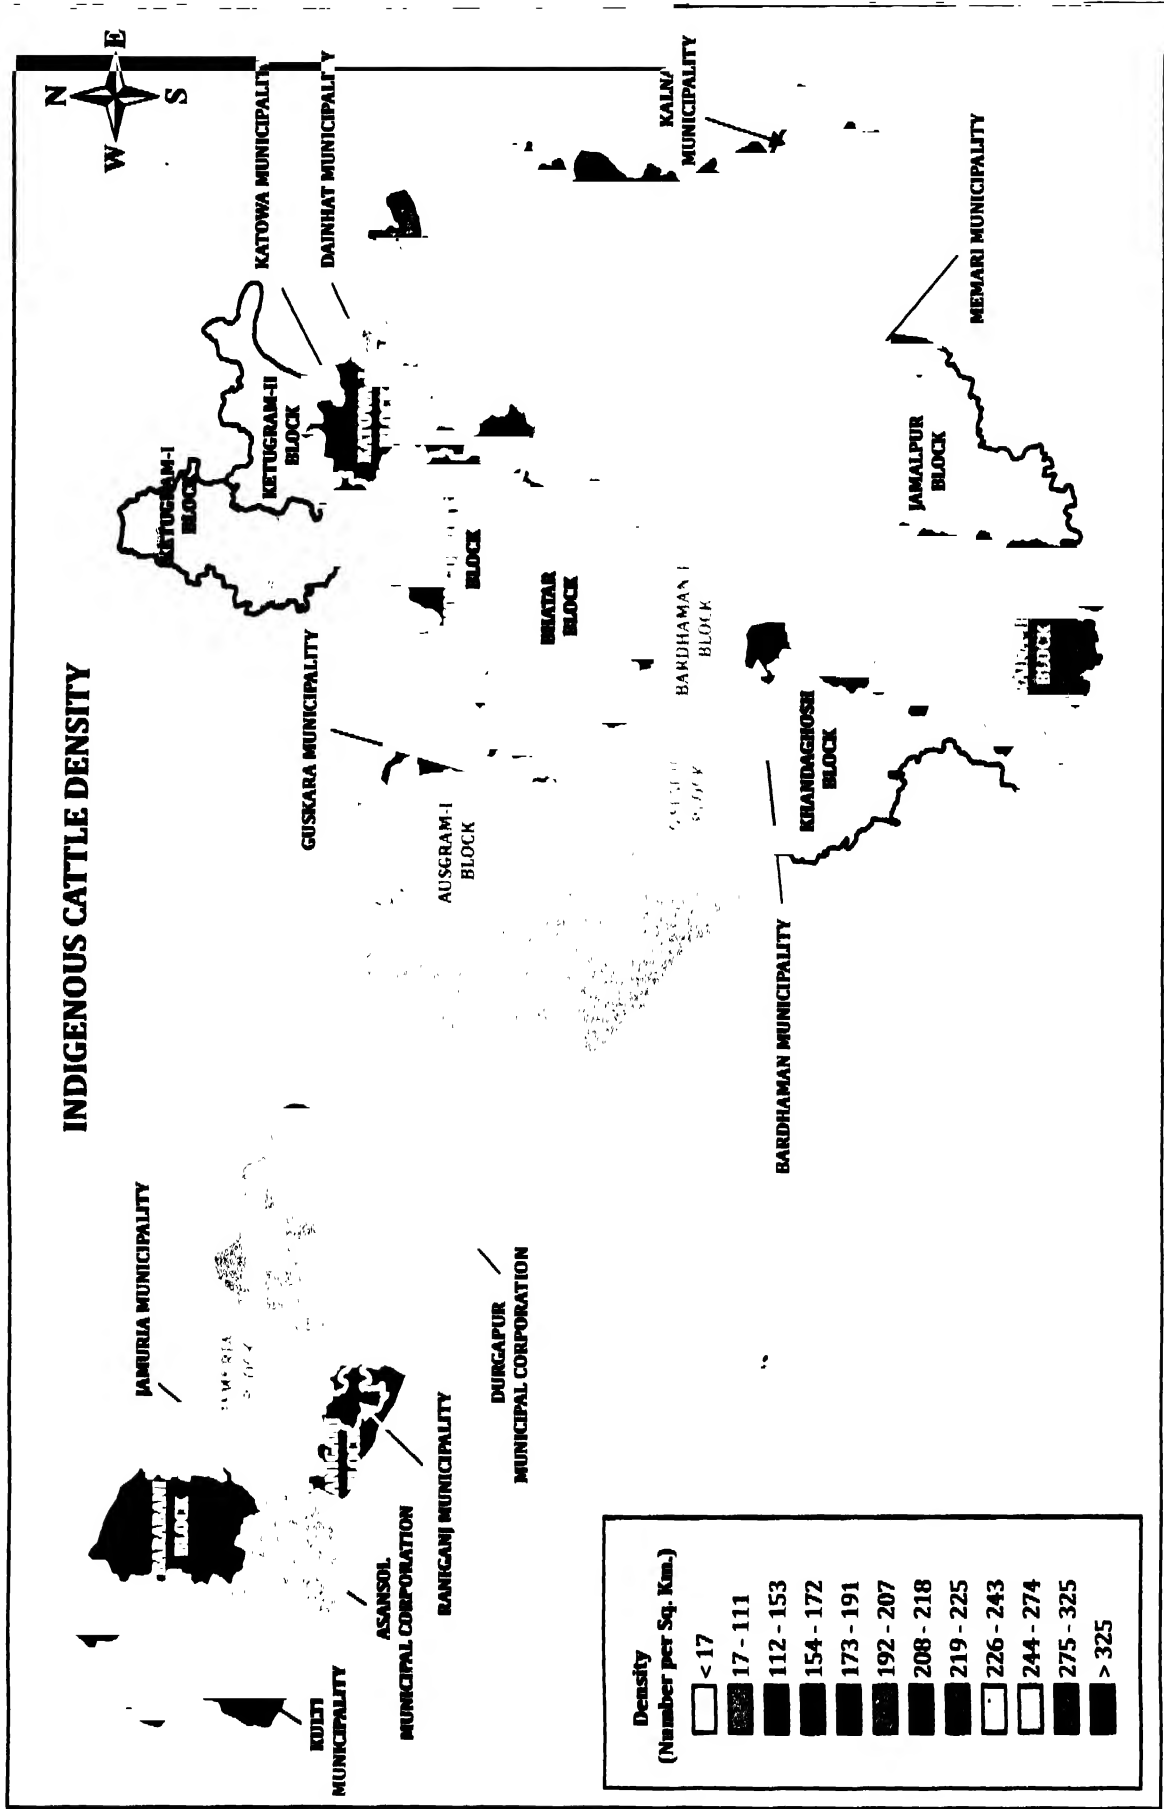 INDIGENOUS CATTLE DENSITY
N
E
S
W
KATOWA MUNICIPALITY
DAINHAT MUNICIPALITY
MUNICIPALITY
KETUGRAM-I
BLOCK
KETUGRAM-II
BLOCK
GUSKARA MUNICIPALITY
BLOCK
BHATAR
BLOCK
AUSGRAM-I
BLOCK
BARDHAMAN I
BLOCK
KHANDAGHOSH
BLOCK
BARDHAMAN MUNICIPALITY
MEMARI MUNICIPALITY
JAMALPUR
BLOCK
BLOCK
JAMURIA MUNICIPALITY
BARABANI
BLOCK
DURGAPUR
MUNICIPAL CORPORATION
RANIGANJ MUNICIPALITY
ASANSOL
MUNICIPAL CORPORATION
KULTI
MUNICIPALITY
Density
(Number per Sq. Km.)
< 17
17 - 111
112 - 153
154 - 172
173 - 191
192 - 207
208 - 218
219 - 225
226 - 243
244 - 274
275 - 325
> 325